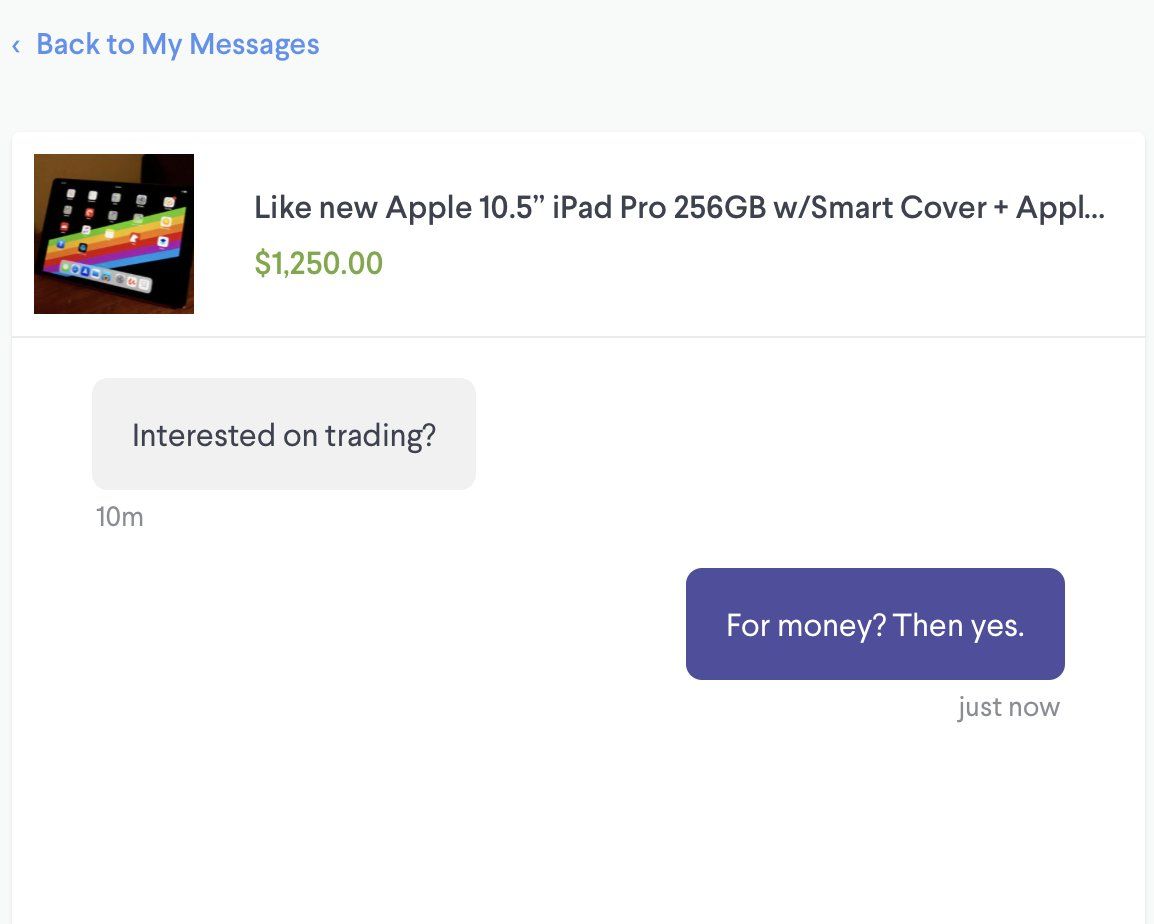 ‹ Back to My Messages
Like new Apple 10.5” iPad Pro 256GB w/Smart Cover + Appl...
$1,250.00
Interested on trading?
10m
For money? Then yes.
just now